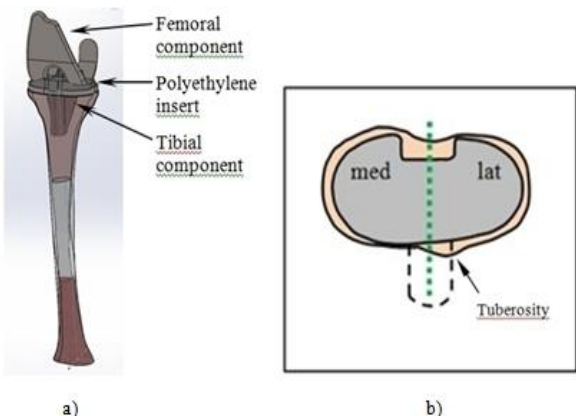 Femoral
component
Polyethylene
insert
Tibial
component
med lat
Tuberosity
a) b)